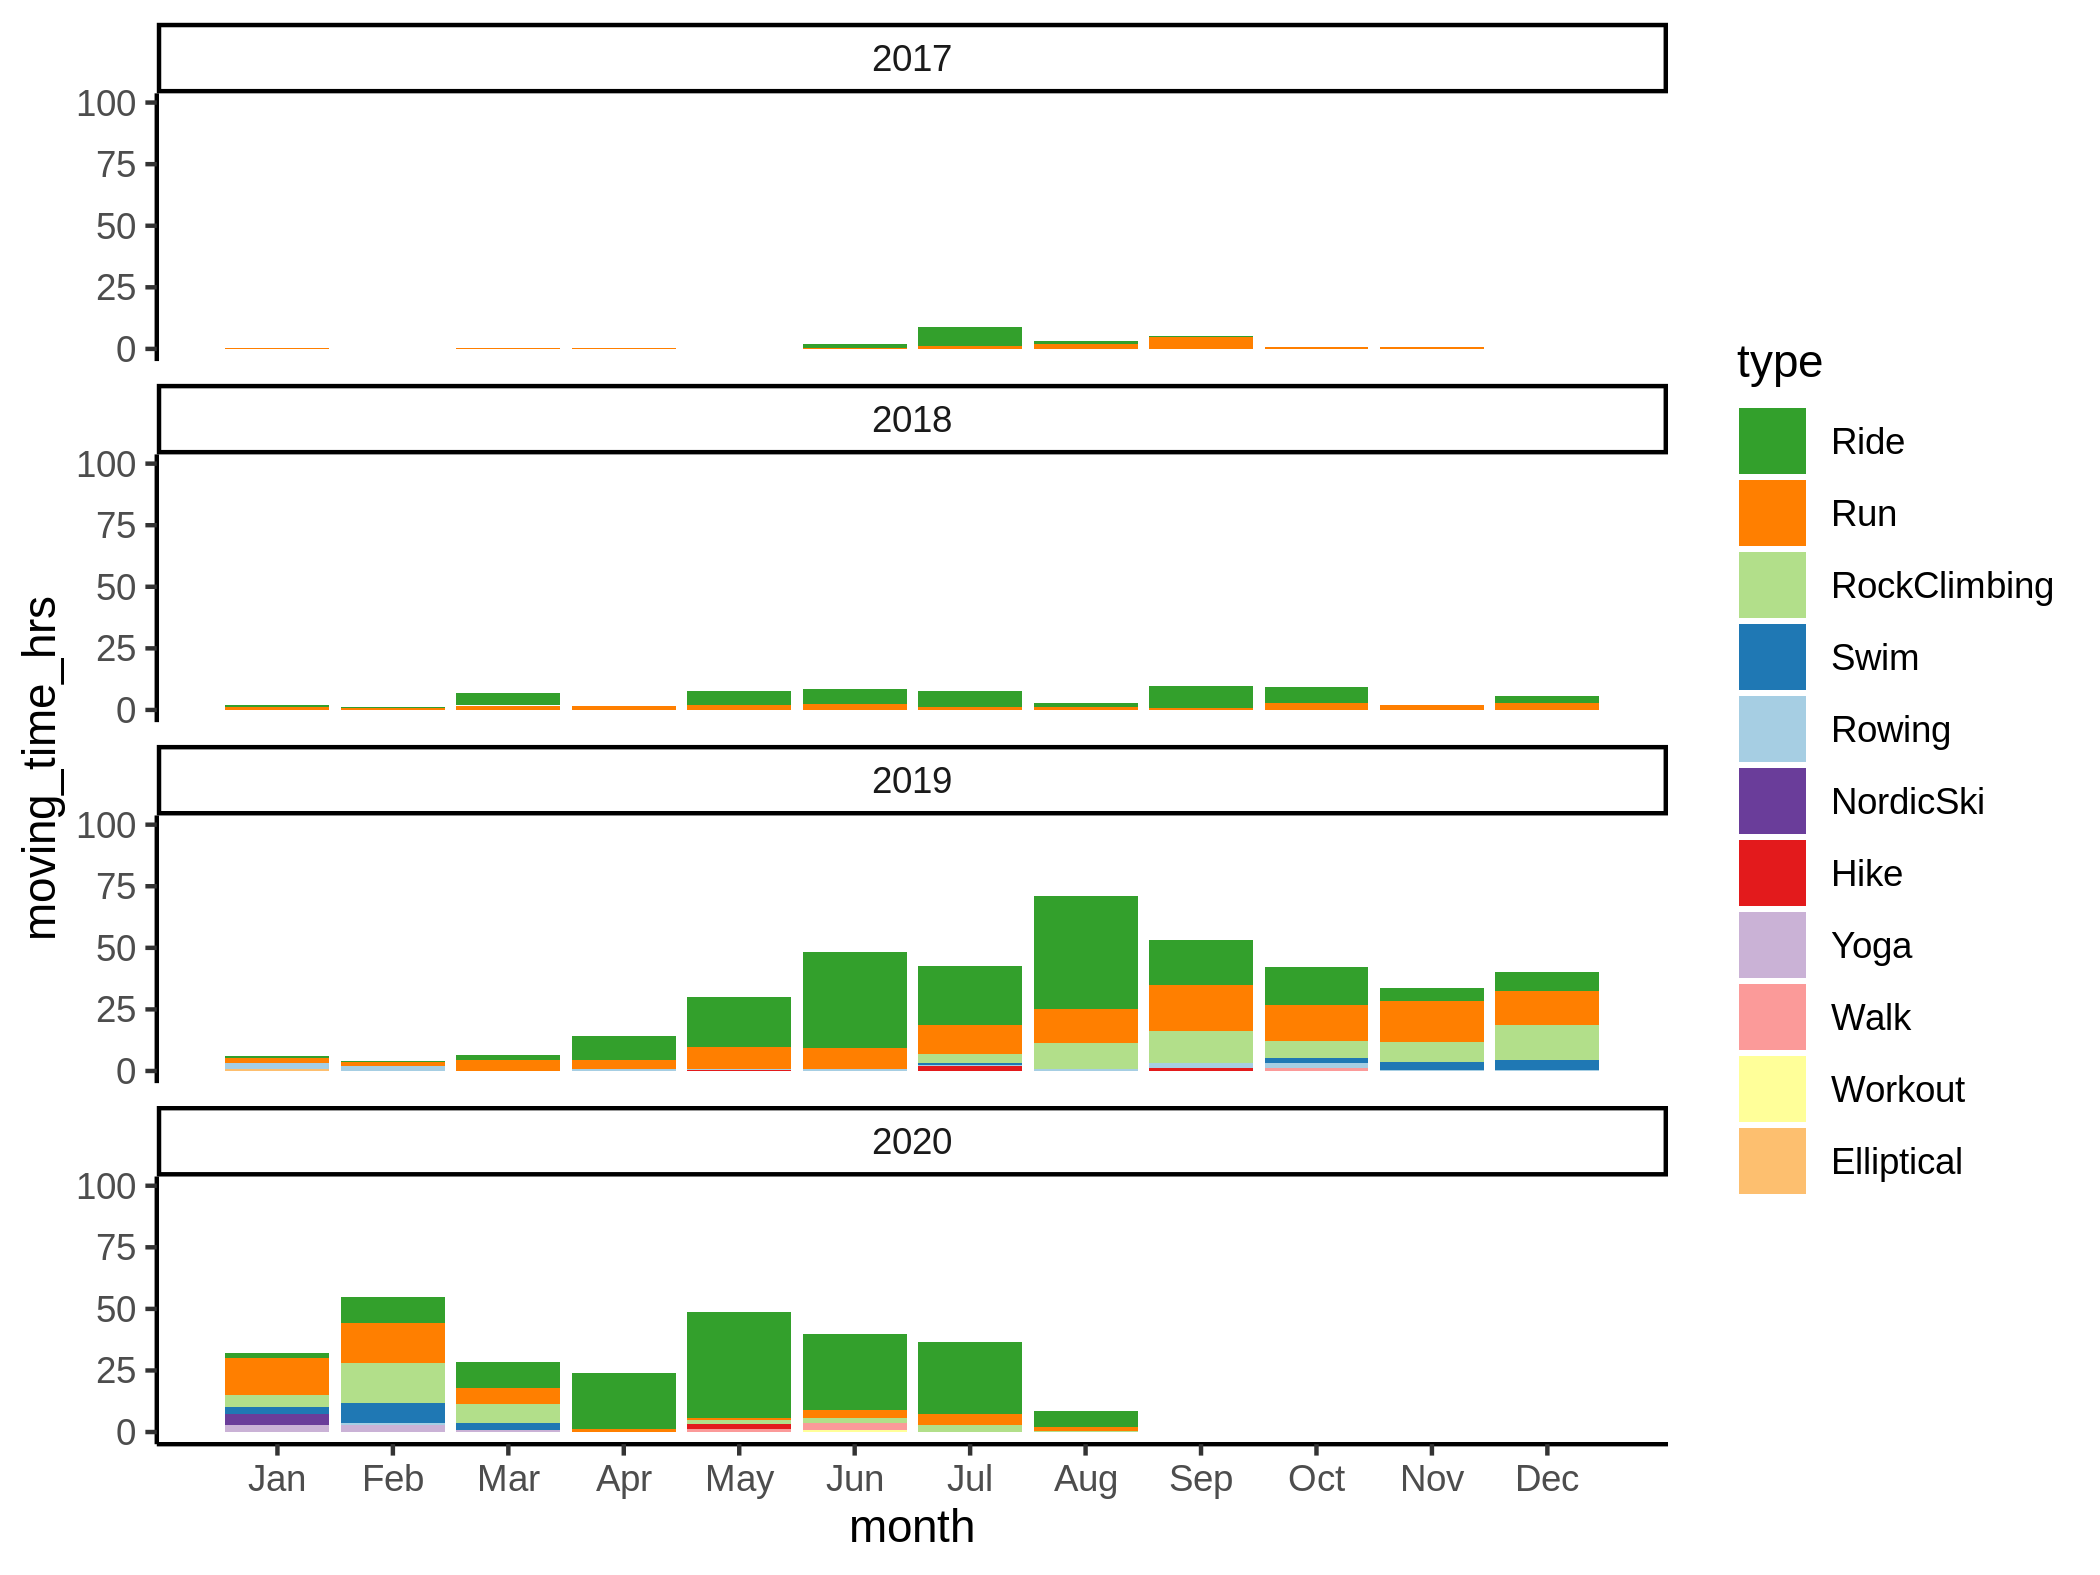 2017
100
75
50
25
0
2018
100
75
50
25
0
2019
100
75
50
25
0
2020
100
75
50
25
0
Jan Feb Mar Apr May Jun Jul Aug Sep Oct Nov Dec
month
moving_time_hrs
type
Ride
Run
RockClimbing
Swim
Rowing
NordicSki
Hike
Yoga
Walk
Workout
Elliptical